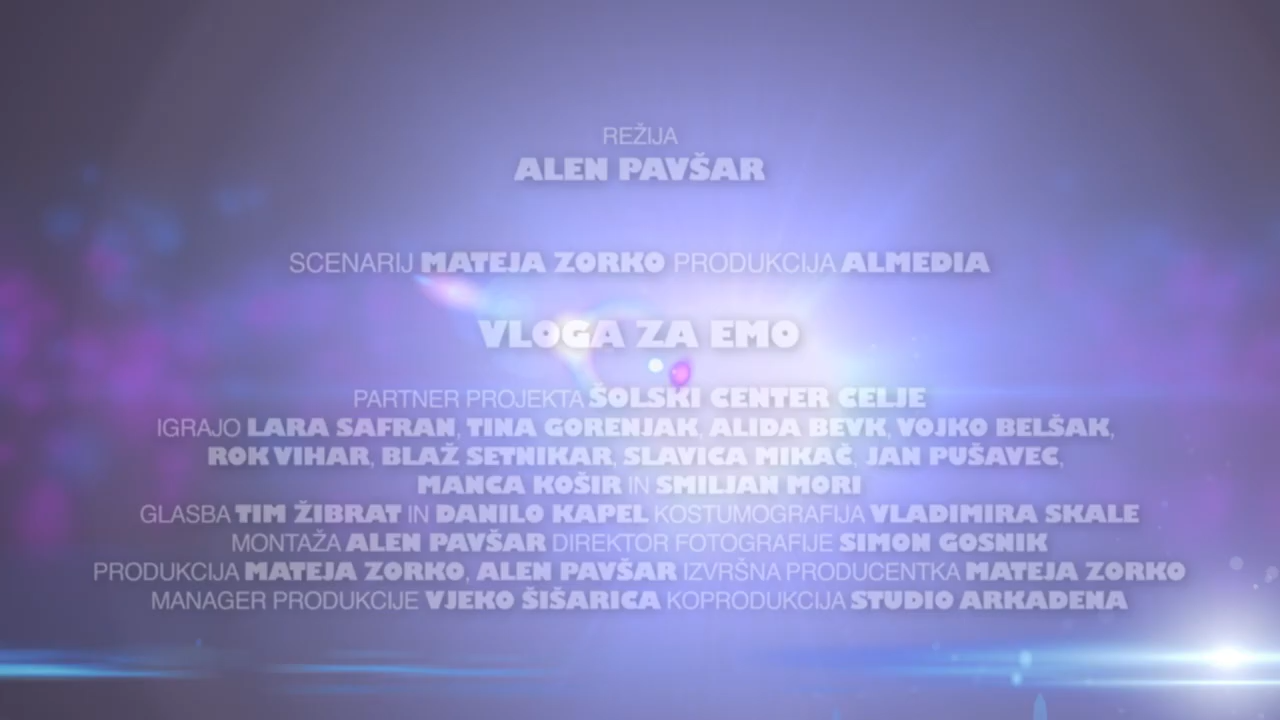 REŽIJA
ALEN PAVŠAR
SCENARIJ MATEJA ZORKO PRODUKCIJA ALMEDIA
VLOGA ZA EMO
PARTNER PROJEKTA ŠOLSKI CENTER CELJE
IGRAJO LARA SAFRAN, TINA GORENJAK, ALIDA BEVK, VOJKO BELŠAK,
ROK VIHAR, BLAŽ SETNIKAR, SLAVICA MIKAČ, JAN PUŠAVEC,
MANCA KOŠIR IN SMILJAN MORI
GLASBA TIM ŽIBRAT IN DANILO KAPEL KOSTUMOGRAFIJA VLADIMIRA SKALE
MONTAŽA ALEN PAVŠAR DIREKTOR FOTOGRAFIJE SIMON GOSNIK
PRODUKCIJA MATEJA ZORKO, ALEN PAVŠAR IZVRŠNA PRODUCENTKA MATEJA ZORKO
MANAGER PRODUKCIJE VJEKO ŠIŠARICA KOPRODUKCIJA STUDIO ARKADENA